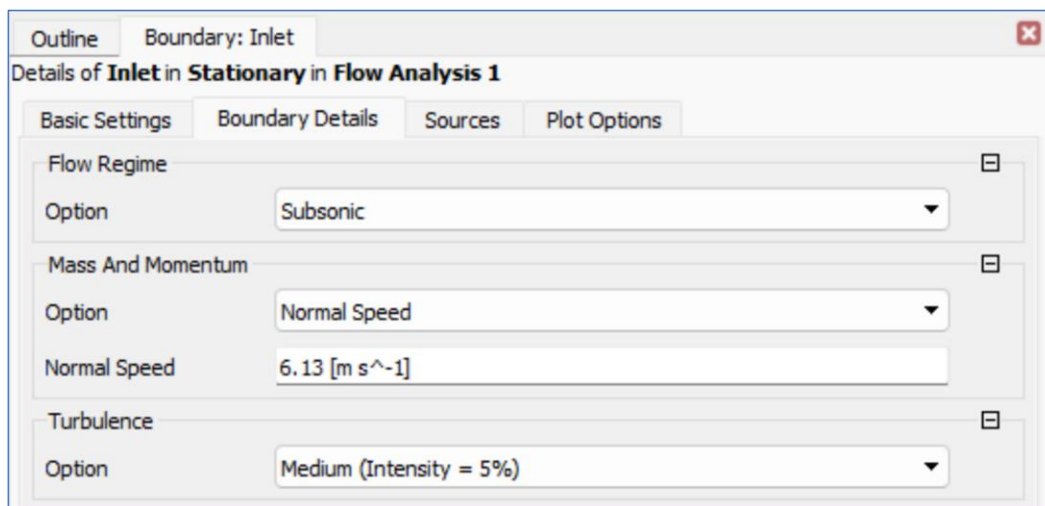 Outline Boundary: Inlet
Details of Inlet in Stationary in Flow Analysis 1
Basic Settings Boundary Details Sources Plot Options
Flow Regime
Option Subsonic
Mass And Momentum
Option Normal Speed
Normal Speed 6.13 [m s^-1]
Turbulence
Option Medium (Intensity = 5%)